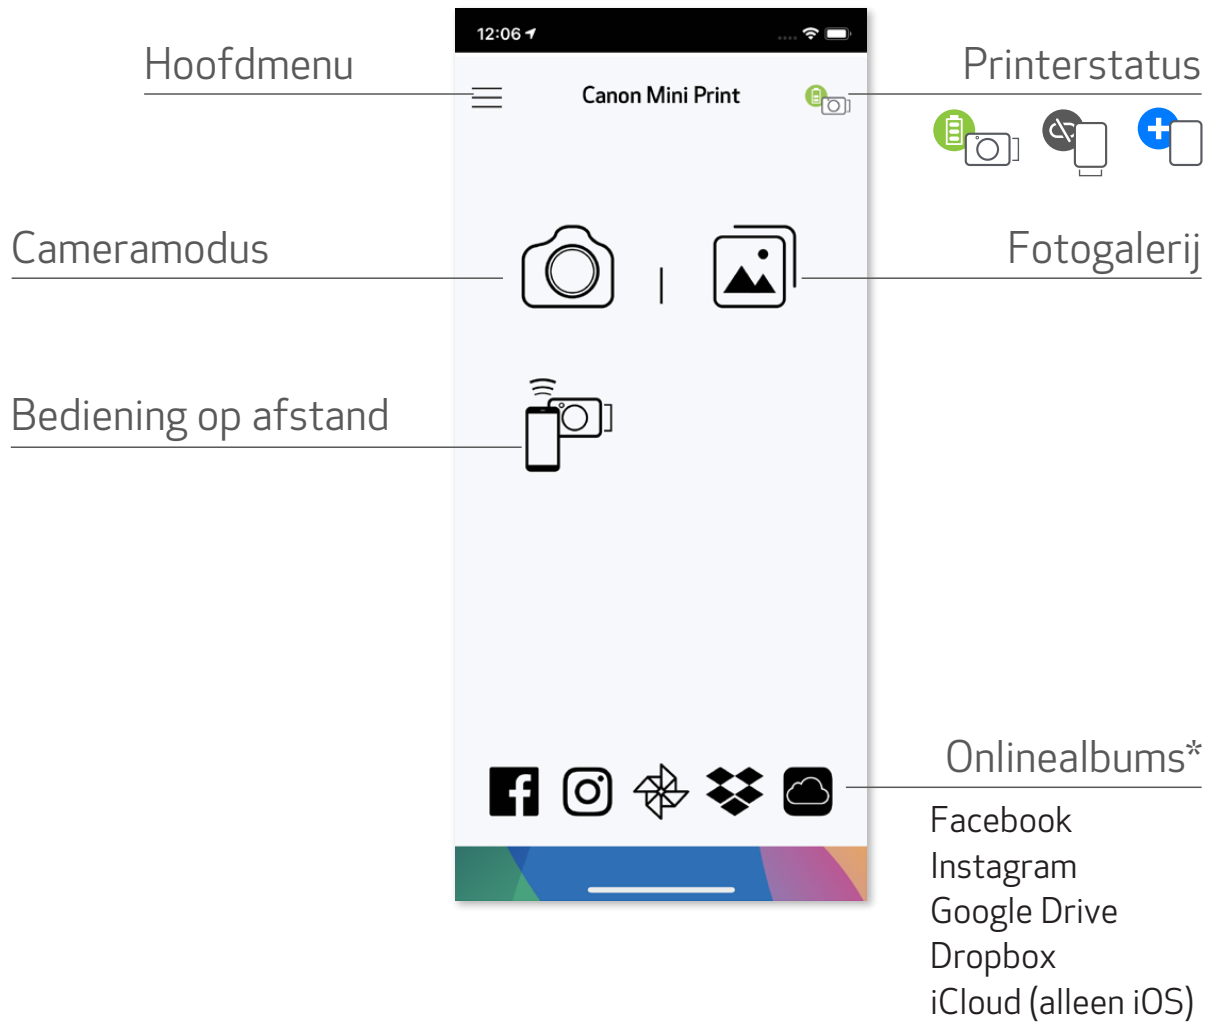 12:06
Hoofdmenu
Canon Mini Print
Printerstatus
Cameramodus
Fotogalerij
Bediening op afstand
Onlinealbums*
Facebook
Instagram
Google Drive
Dropbox
iCloud (alleen iOS)